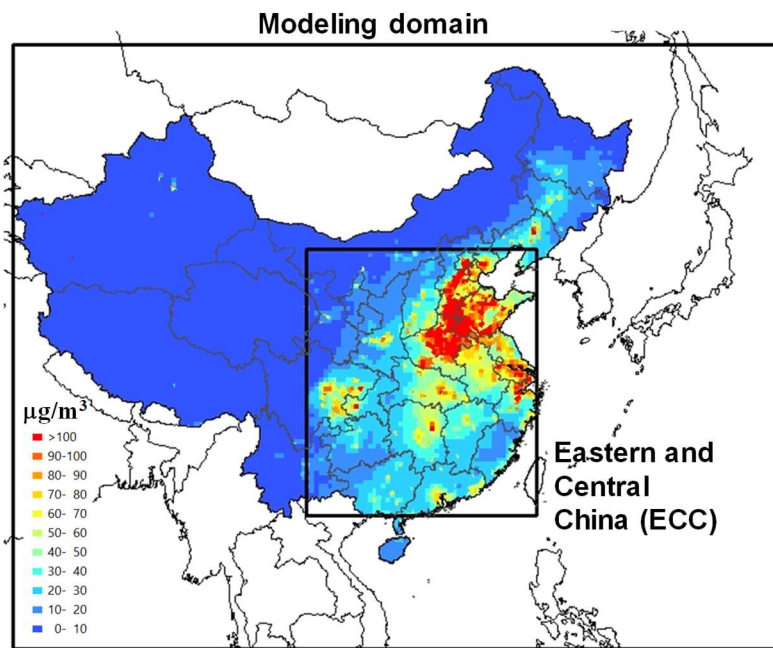 Modeling domain
µg/m³
>100
90-100
80- 90
70- 80
60- 70
50- 60
40- 50
30- 40
20- 30
10- 20
0- 10
Eastern and
Central
China (ECC)